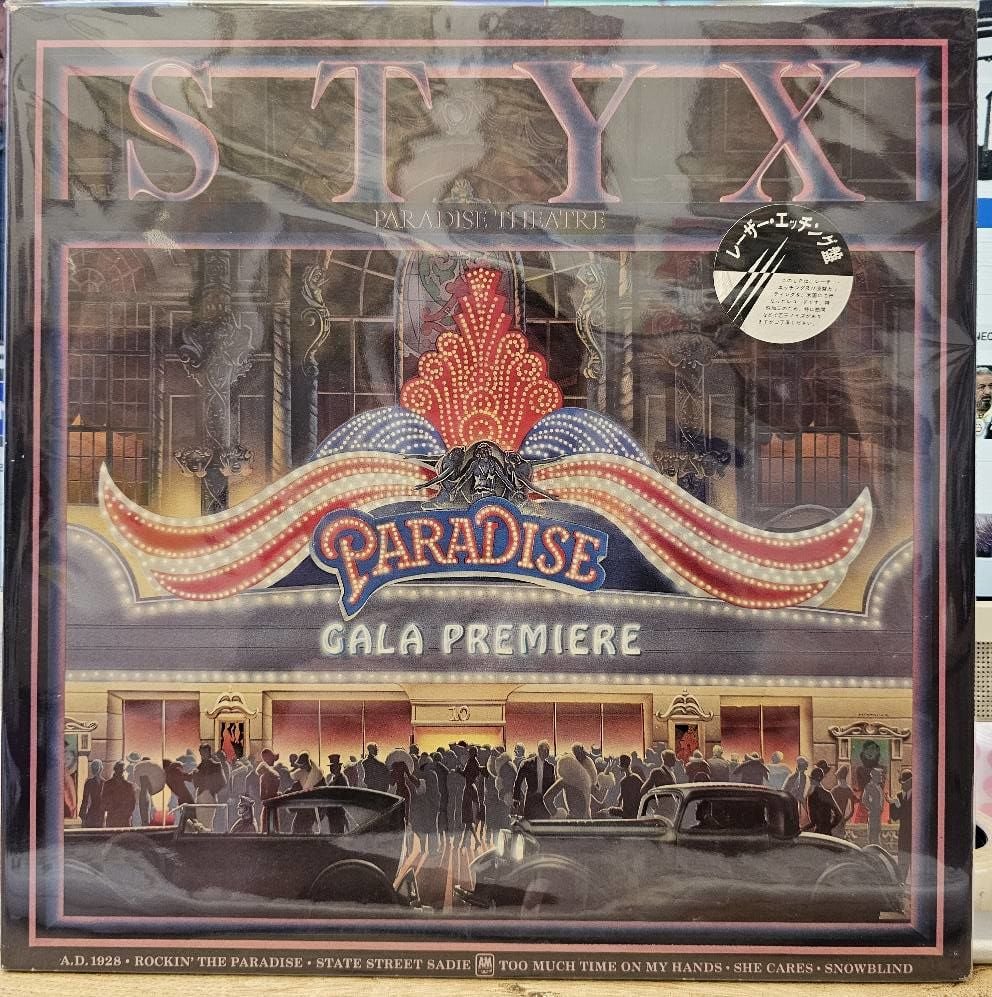 STYX
PARADISE THEATRE
レーザー・エッチング盤
PARADISE
GALA PREMIERE
10
A.D. 1928 • ROCKIN' THE PARADISE • STATE STREET SADIE AM TOO MUCH TIME ON MY HANDS • SHE CARES • SNOWBLIND